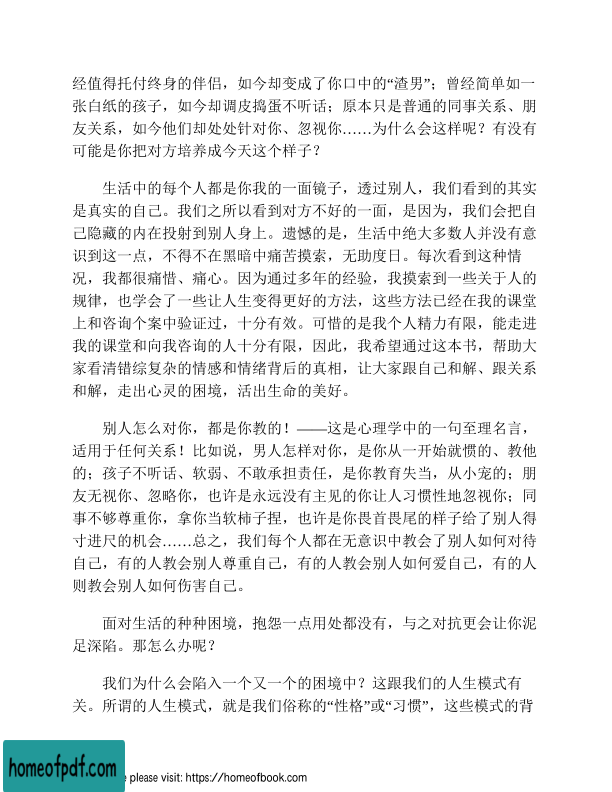 经值得托付终身的伴侣，如今却变成了你口中的“渣男”；曾经简单如一
张白纸的孩子，如今却调皮捣蛋不听话；原本只是普通的同事关系、朋
友关系，如今他们却处处针对你、忽视你……为什么会这样呢？有没有
可能是你把对方培养成今天这个样子？
生活中的每个人都是你我的一面镜子，透过别人，我们看到的其实
是真实的自己。我们之所以看到对方不好的一面，是因为，我们会把自
己隐藏的内在投射到别人身上。遗憾的是，生活中绝大多数人并没有意
识到这一点，不得不在黑暗中痛苦摸索，无助度日。每次看到这种情
况，我都很痛惜、痛心。因为通过多年的经验，我摸索到一些关于人的
规律，也学会了一些让人生变得更好的方法，这些方法已经在我的课堂
上和咨询个案中验证过，十分有效。可惜的是我个人精力有限，能走进
我的课堂和向我咨询的人十分有限，因此，我希望通过这本书，帮助大
家看清错综复杂的情感和情绪背后的真相，让大家跟自己和解、跟关系
和解，走出心灵的困境，活出生命的美好。
别人怎么对你，都是你教的！——这是心理学中的一句至理名言，
适用于任何关系！比如说，男人怎样对你，是你从一开始就惯的、教他
的；孩子不听话、软弱、不敢承担责任，是你教育失当，从小宠的；朋
友无视你、忽略你，也许是永远没有主见的你让人习惯性地忽视你；同
事不够尊重你，拿你当软柿子捏，也许是你畏首畏尾的样子给了别人得
寸进尺的机会……总之，我们每个人都在无意识中教会了别人如何对待
自己，有的人教会别人尊重自己，有的人教会别人如何爱自己，有的人
则教会别人如何伤害自己。
面对生活的种种困境，抱怨一点用处都没有，与之对抗更会让你泥
足深陷。那怎么办呢？
我们为什么会陷入一个又一个的困境中？这跟我们的人生模式有
关。所谓的人生模式，就是我们俗称的“性格”或“习惯”，这些模式的背
homeofpdf.com
e please visit: https://homeofbook.com